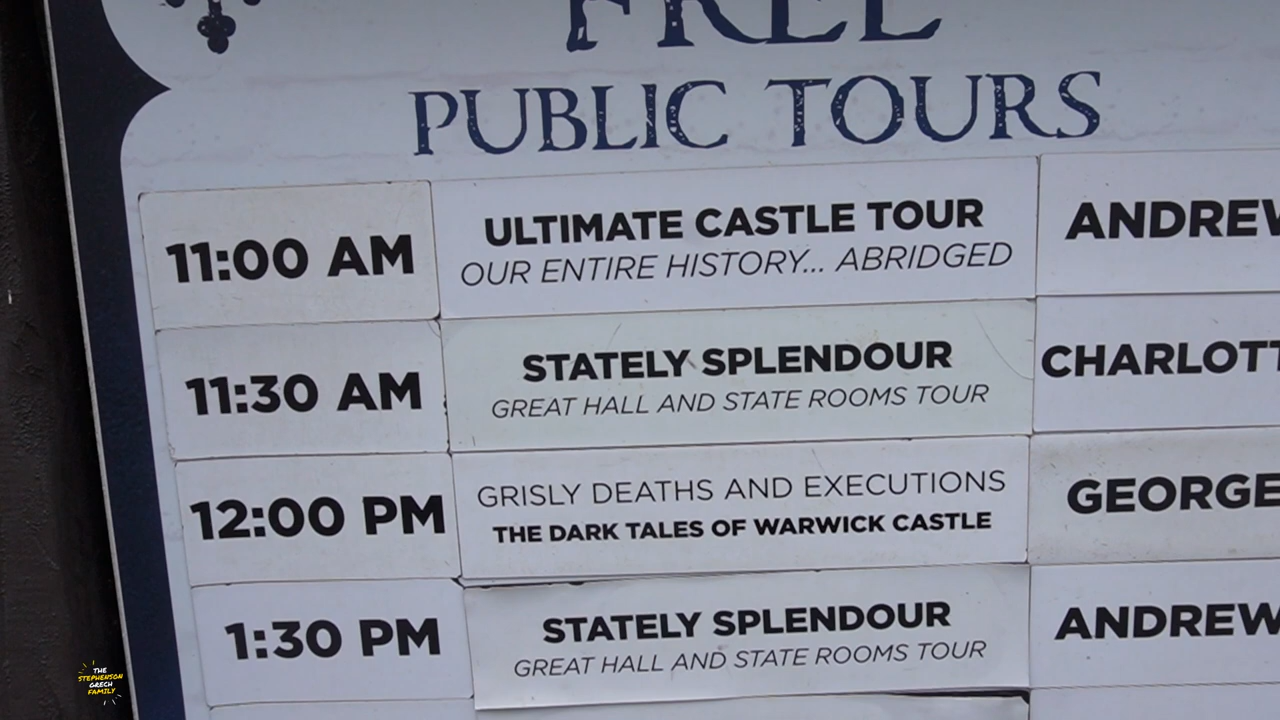 FREE
PUBLIC TOURS
11:00 AM
ULTIMATE CASTLE TOUR
OUR ENTIRE HISTORY... ABRIDGED
ANDREW
11:30 AM
STATELY SPLENDOUR
GREAT HALL AND STATE ROOMS TOUR
CHARLOTT
12:00 PM
GRISLY DEATHS AND EXECUTIONS
THE DARK TALES OF WARWICK CASTLE
GEORGE
1:30 PM
STATELY SPLENDOUR
GREAT HALL AND STATE ROOMS TOUR
ANDREW
THE
STEPHENSON
GRECH
FAMILY